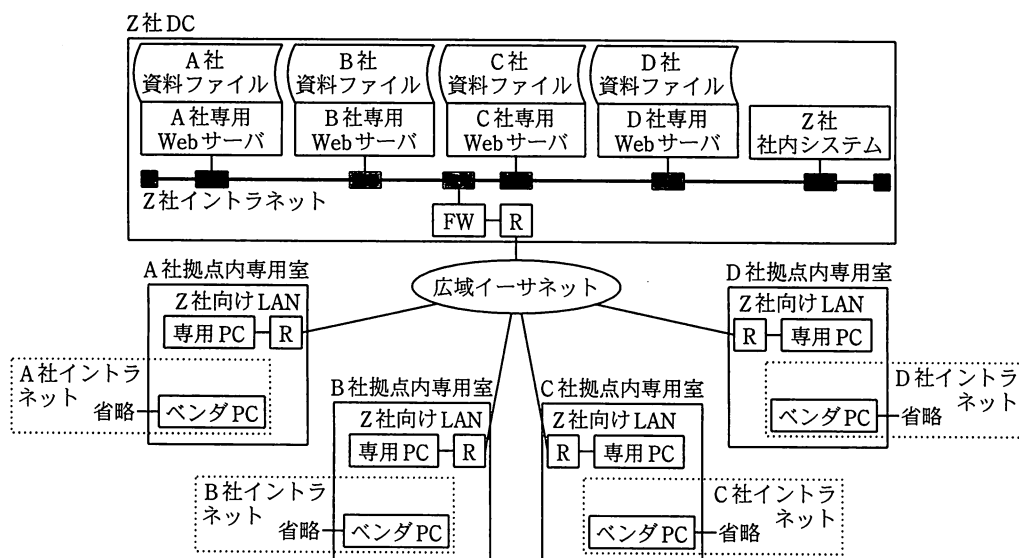 Z社DC
A社
資料ファイル
A社専用
Webサーバ
B社
資料ファイル
B社専用
Webサーバ
C社
資料ファイル
C社専用
Webサーバ
D社
資料ファイル
D社専用
Webサーバ
Z社
社内システム
Z社イントラネット
FW
R
広域イーサネット
A社拠点内専用室
Z社向けLAN
専用PC
R
A社イントラ
ネット
省略
ベンダPC
D社拠点内専用室
Z社向けLAN
R
専用PC
D社イントラ
ネット
ベンダPC
省略
B社拠点内専用室
Z社向けLAN
専用PC
R
B社イントラ
ネット
省略
ベンダPC
C社拠点内専用室
Z社向けLAN
R
専用PC
C社イントラ
ネット
ベンダPC
省略